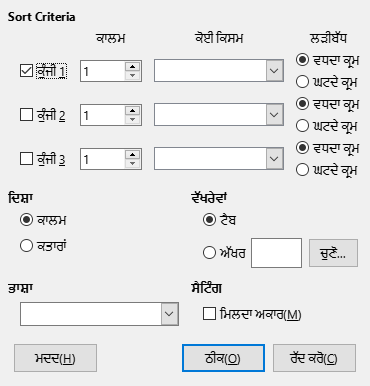 Sort Criteria
ਕਾਲਮ ਕੋਈ ਕਿਸਮ ਲੜੀਬੱਧ
ਕੁੰਜੀ 1 1 ਵਧਦਾ ਕ੍ਰਮ
ਘਟਦੇ ਕ੍ਰਮ
ਕੁੰਜੀ 2 1 ਵਧਦਾ ਕ੍ਰਮ
ਘਟਦੇ ਕ੍ਰਮ
ਕੁੰਜੀ 3 1 ਵਧਦਾ ਕ੍ਰਮ
ਘਟਦੇ ਕ੍ਰਮ
ਦਿਸ਼ਾ ਵੱਖਰੇਵਾਂ
ਕਾਲਮ ਟੈਬ
ਕਤਾਰਾਂ ਅੱਖਰ ਚੁਣੋ...
ਭਾਸ਼ਾ ਸੈਟਿੰਗ
ਮਿਲਦਾ ਅਕਾਰ(M)
ਮਦਦ(H) ਠੀਕ(O) ਰੱਦ ਕਰੋ(C)